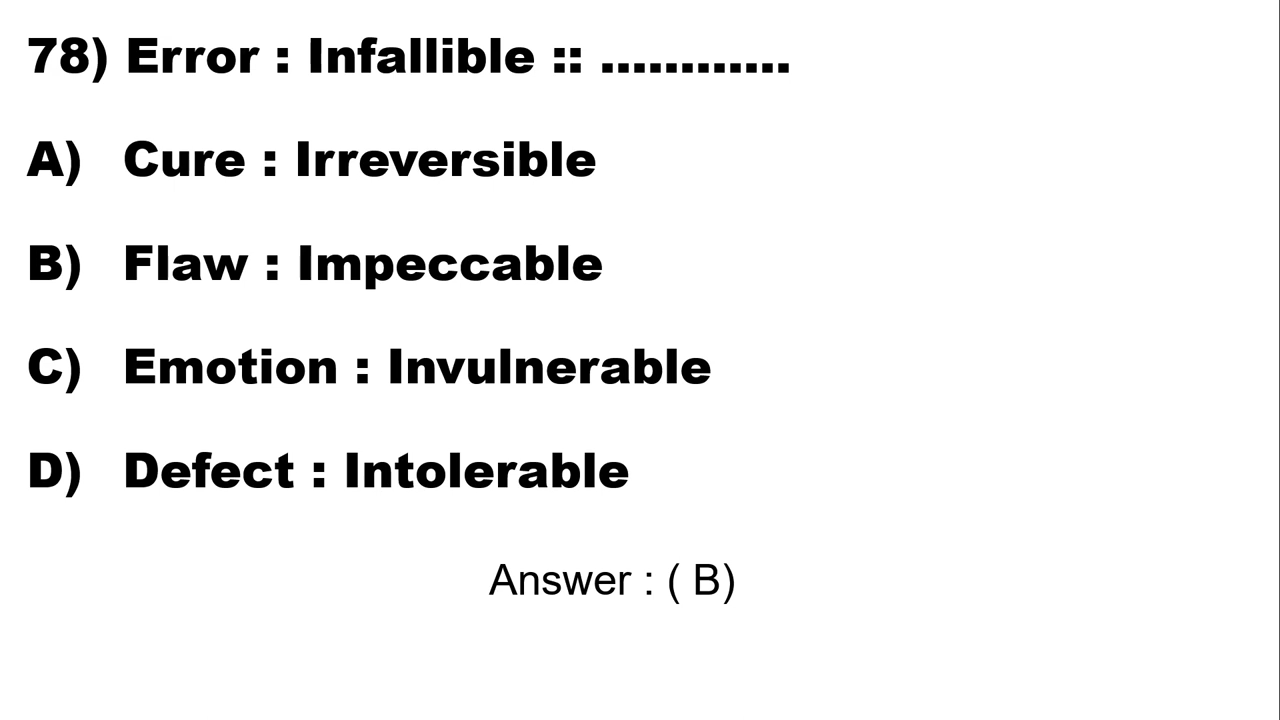 78) Error : Infallible :: ............
A) Cure : Irreversible
B) Flaw : Impeccable
C) Emotion : Invulnerable
D) Defect : Intolerable
Answer : ( B)